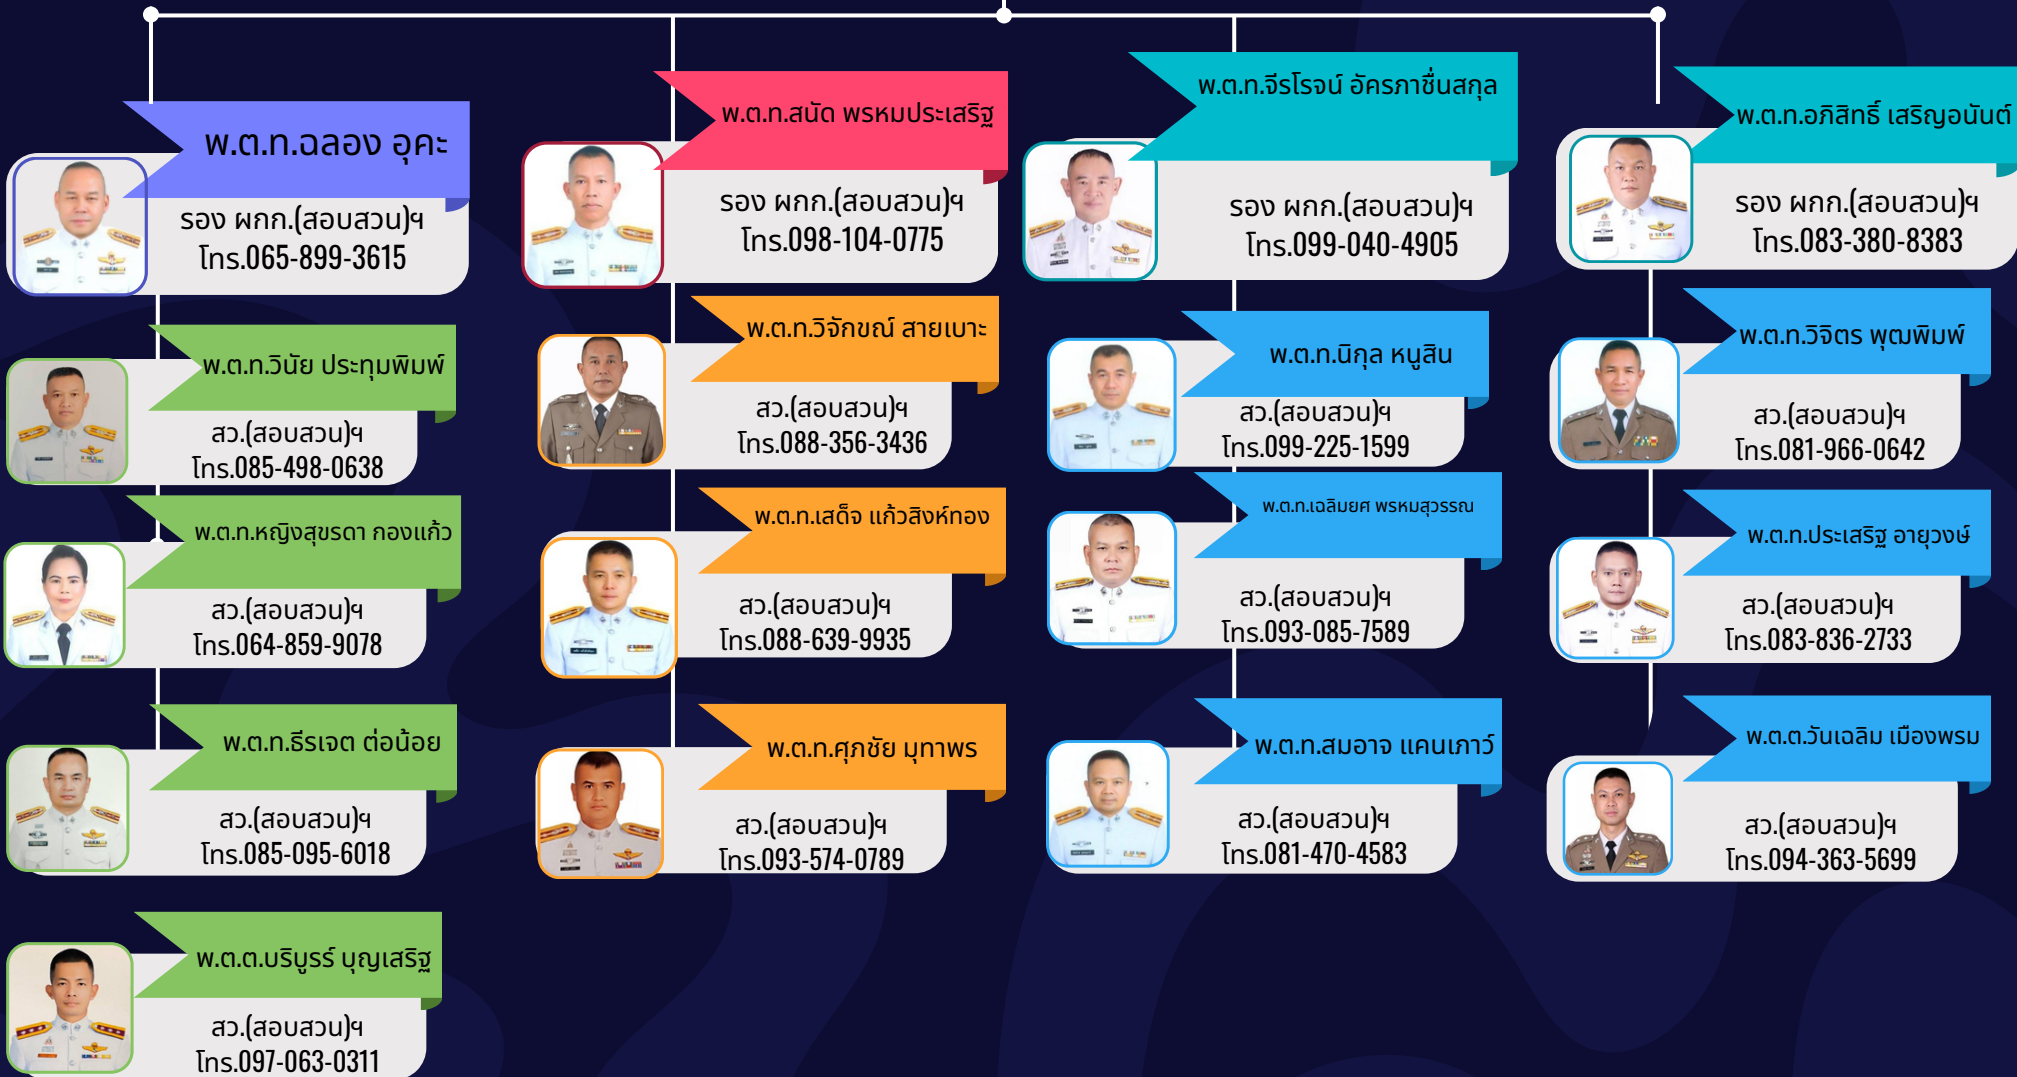 พ.ต.ท.ฉลอง อุคะ
รอง ผกก.(สอบสวน)ฯ
โทร.065-899-3615
พ.ต.ท.สนัด พรหมประเสริฐ
รอง ผกก.(สอบสวน)ฯ
โทร.098-104-0775
พ.ต.ท.จีรโรจน์ อัครภาชื่นสกุล
รอง ผกก.(สอบสวน)ฯ
โทร.099-040-4905
พ.ต.ท.อภิสิทธิ์ เสริญอนันต์
รอง ผกก.(สอบสวน)ฯ
โทร.083-380-8383
พ.ต.ท.วินัย ประทุมพิมพ์
สว.(สอบสวน)ฯ
โทร.085-498-0638
พ.ต.ท.วิจักขณ์ สายเบาะ
สว.(สอบสวน)ฯ
โทร.088-356-3436
พ.ต.ท.นิกุล หนูสิน
สว.(สอบสวน)ฯ
โทร.099-225-1599
พ.ต.ท.วิจิตร พุฒพิมพ์
สว.(สอบสวน)ฯ
โทร.081-966-0642
พ.ต.ท.หญิงสุขรดา กองแก้ว
สว.(สอบสวน)ฯ
โทร.064-859-9078
พ.ต.ท.เสด็จ แก้วสิงห์ทอง
สว.(สอบสวน)ฯ
โทร.088-639-9935
พ.ต.ท.เฉลิมยศ พรหมสุวรรณ
สว.(สอบสวน)ฯ
โทร.093-085-7589
พ.ต.ท.ประเสริฐ อายุวงษ์
สว.(สอบสวน)ฯ
โทร.083-836-2733
พ.ต.ท.ธีรเจต ต่อน้อย
สว.(สอบสวน)ฯ
โทร.085-095-6018
พ.ต.ท.ศุภชัย มุทาพร
สว.(สอบสวน)ฯ
โทร.093-574-0789
พ.ต.ท.สมอาจ แคนเภาว์
สว.(สอบสวน)ฯ
โทร.081-470-4583
พ.ต.ต.วันเฉลิม เมืองพรม
สว.(สอบสวน)ฯ
โทร.094-363-5699
พ.ต.ต.บริบูรร์ บุญเสริฐ
สว.(สอบสวน)ฯ
โทร.097-063-0311